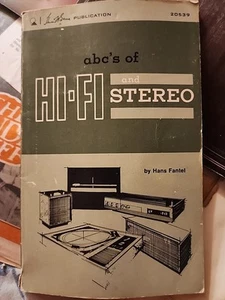 PUBLICATION 20539
abc's of
HI-FI and STEREO
by Hans Fantel